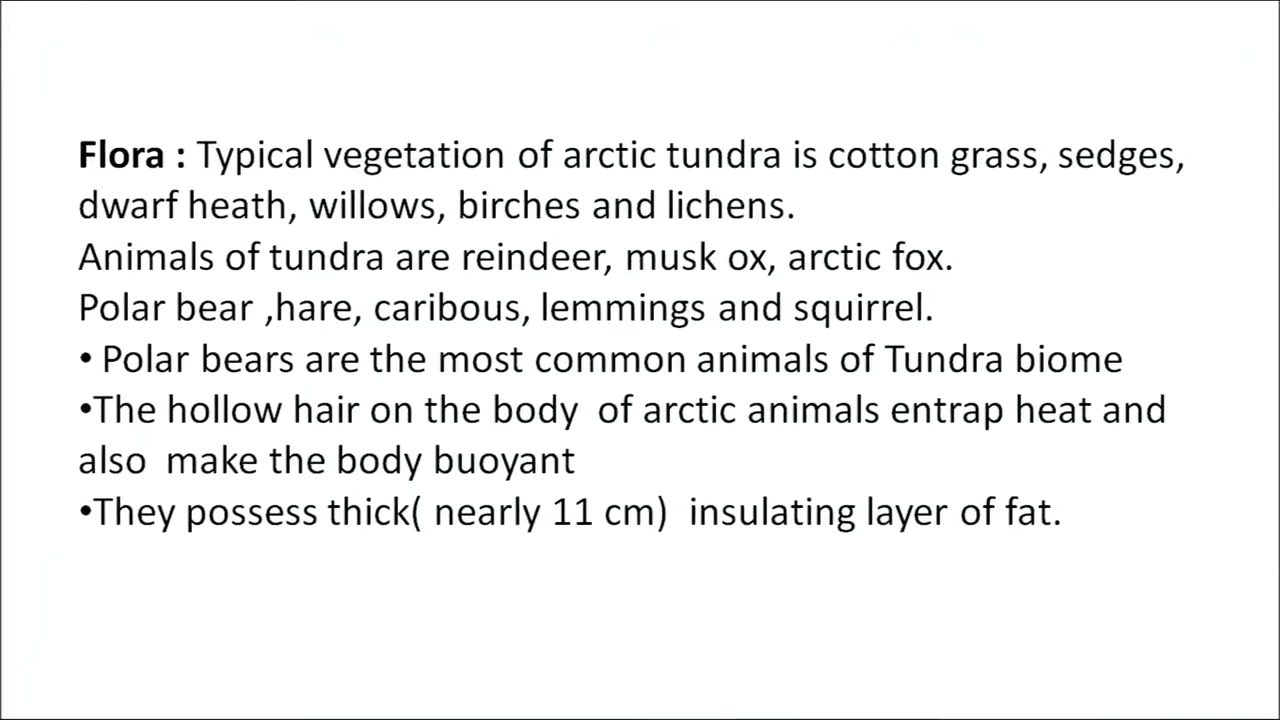 Flora : Typical vegetation of arctic tundra is cotton grass, sedges,
dwarf heath, willows, birches and lichens.
Animals of tundra are reindeer, musk ox, arctic fox.
Polar bear ,hare, caribous, lemmings and squirrel.
• Polar bears are the most common animals of Tundra biome
•The hollow hair on the body  of arctic animals entrap heat and
also  make the body buoyant
•They possess thick( nearly 11 cm)  insulating layer of fat.